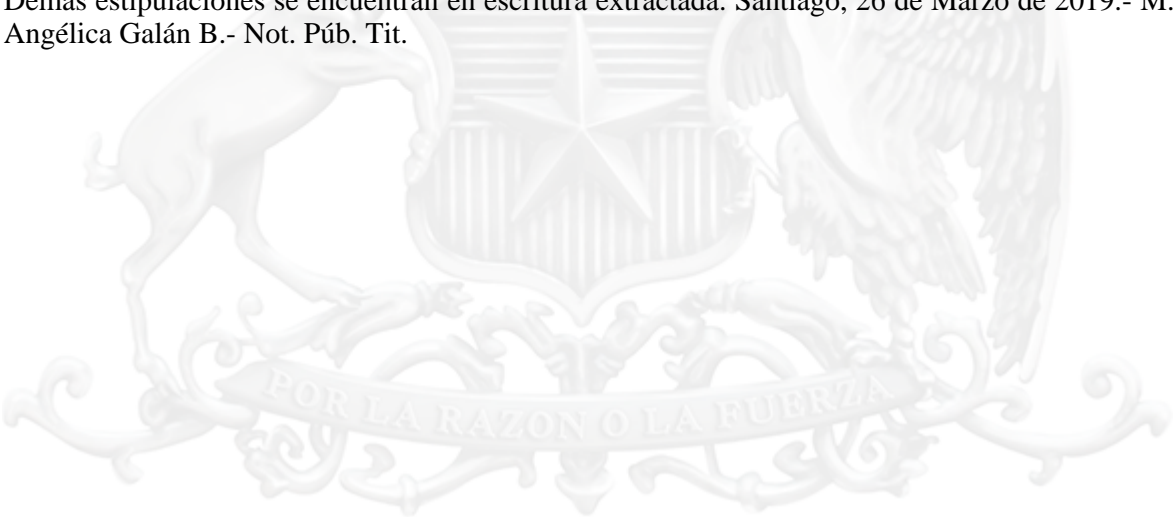 Demás estipulaciones se encuentran en escritura extractada. Santiago, 26 de Marzo de 2019.- M.
Angélica Galán B.- Not. Púb. Tit.
POR LA RAZON O LA FUERZA